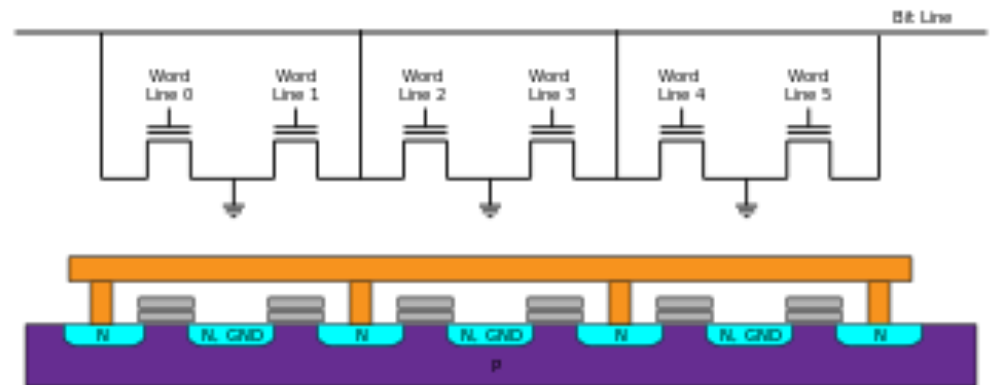 Bit Line
Word
Line 0
Word
Line 1
Word
Line 2
Word
Line 3
Word
Line 4
Word
Line 5
N
N. GND
N
N. GND
N
N. GND
N
P